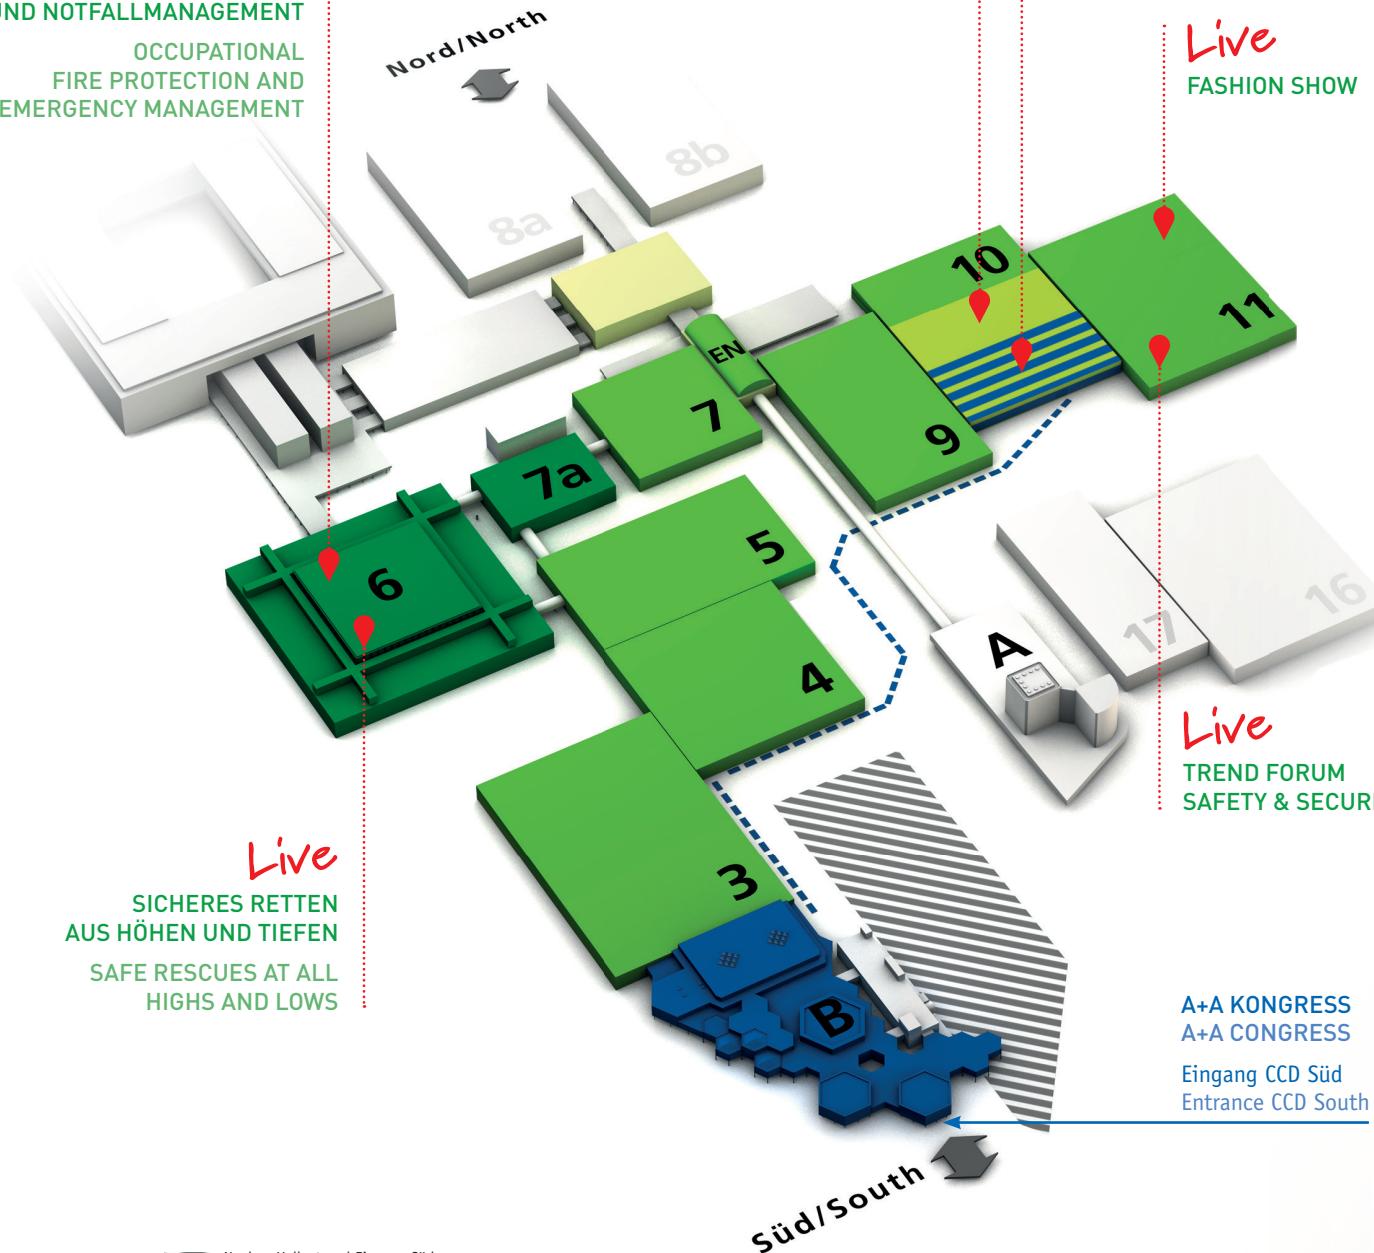 UND NOTFALLMANAGEMENT
OCCUPATIONAL
FIRE PROTECTION AND
EMERGENCY MANAGEMENT
Nord/North
Live
FASHION SHOW
8b
8a
10
11
EN
7
9
7a
5
6
16
17
A
4
Live
TREND FORUM
3
Live
SICHERES RETTEN
AUS HÖHEN UND TIEFEN
SAFE RESCUES AT ALL
HIGHS AND LOWS
B
A+A KONGRESS
A+A CONGRESS
Eingang CCD Süd
Entrance CCD South
Süd/South
SAFETY &